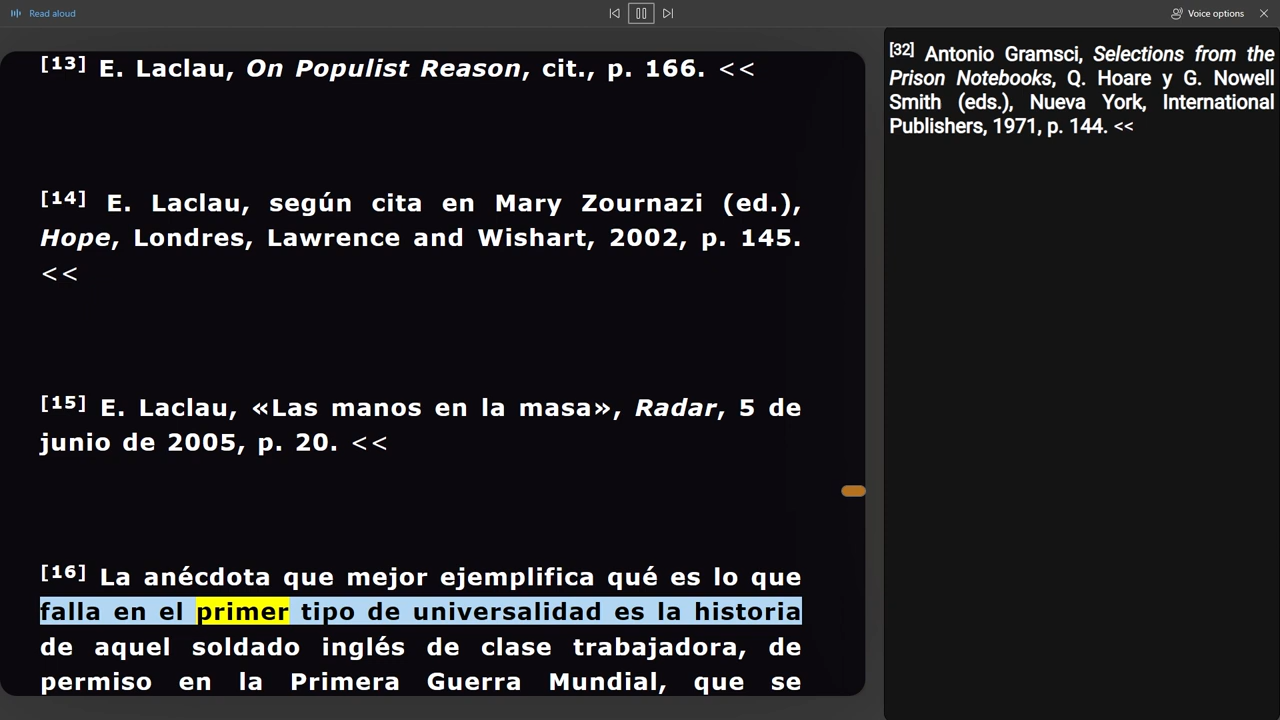 Read aloud
Voice options
[13] E. Laclau, On Populist Reason, cit., p. 166. <<
[14] E. Laclau, según cita en Mary Zournazi (ed.),
Hope, Londres, Lawrence and Wishart, 2002, p. 145.
<<
[15] E. Laclau, «Las manos en la masa», Radar, 5 de
junio de 2005, p. 20. <<
[16] La anécdota que mejor ejemplifica qué es lo que
falla en el primer tipo de universalidad es la historia
de aquel soldado inglés de clase trabajadora, de
permiso en la Primera Guerra Mundial, que se
[32] Antonio Gramsci, Selections from the
Prison Notebooks, Q. Hoare y G. Nowell
Smith (eds.), Nueva York, International
Publishers, 1971, p. 144. <<